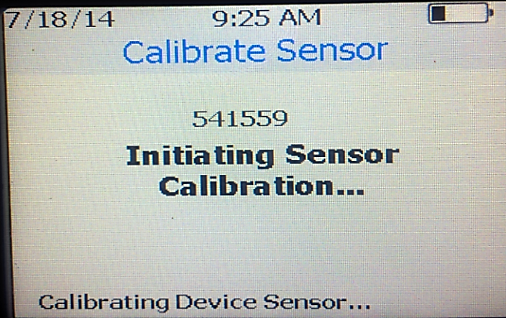 7/18/14 9:25 AM
Calibrate Sensor
541559
Initiating Sensor
Calibration...
Calibrating Device Sensor...